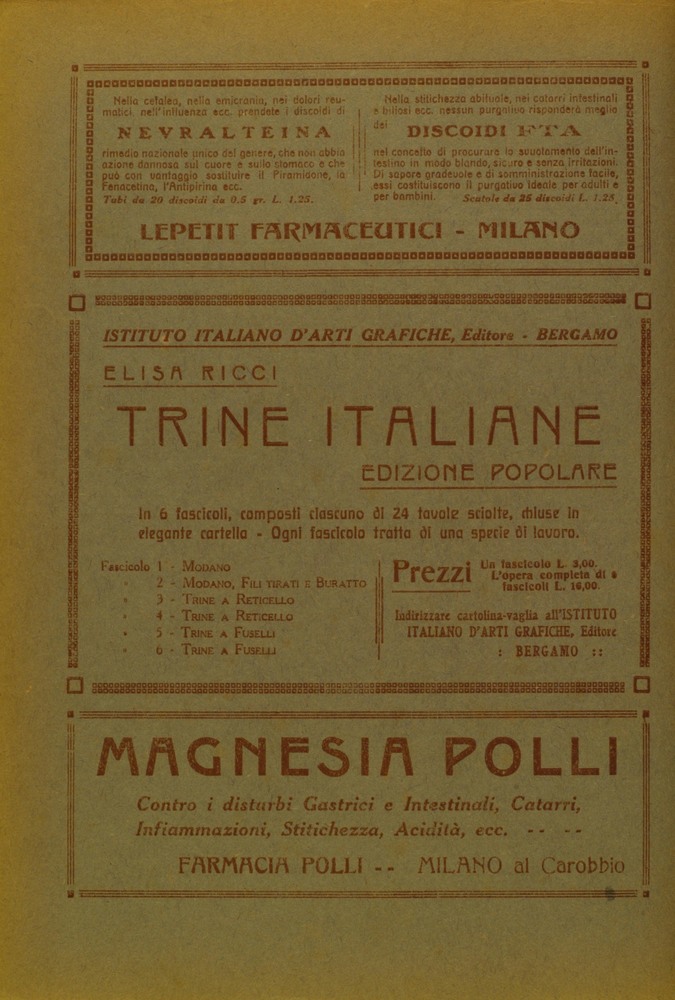 Nella cefalea, nella emicrania, nei dolori reu-
matici, nell'influenza ecc. prendete i discoidi di
NEVRALTEINA
rimedio nazionale unico del genere, che non abbia
azione dannosa sul cuore e sullo stomaco e che
può con vantaggio sostituire il Piramidone, la
Fenacetina, l'Antipirina ecc.
Tubi da 20 discoidi da 0.5 gr. L. 1.25.
Nella stitichezza abituale, nei catarri intestinali
e biliosi ecc. nessun purgativo risponderà meglio
dei DISCOIDI FTA
nel concetto di procurare lo svuotamento dell'in-
testino in modo blando, sicuro e senza irritazioni.
Di sapore gradevole e di somministrazione facile,
essi costituiscono il purgativo ideale per adulti e
per bambini. Scatole da 25 discoidi L. 1.25.
LEPETIT FARMACEUTICI - MILANO
ISTITUTO ITALIANO D'ARTI GRAFICHE, Editore - BERGAMO
ELISA RICCI
TRINE ITALIANE
EDIZIONE POPOLARE
In 6 fascicoli, composti ciascuno di 24 tavole sciolte, chiuse in
elegante cartella - Ogni fascicolo tratta di una specie di lavoro.
Fascicolo 1 - MODANO
» 2 - MODANO, FILI TIRATI E BURATTO
» 3 - TRINE A RETICELLO
» 4 - TRINE A RETICELLO
» 5 - TRINE A FUSELLI
» 6 - TRINE A FUSELLI
Prezzi Un fascicolo L. 3,00.
L'opera completa di 6
fascicoli L. 16,00.
Indirizzare cartolina-vaglia all'ISTITUTO
ITALIANO D'ARTI GRAFICHE, Editore
: BERGAMO ::
MAGNESIA POLLI
Contro i disturbi Gastrici e Intestinali, Catarri,
Infiammazioni, Stitichezza, Acidità, ecc. -- --
FARMACIA POLLI -- MILANO al Carobbio